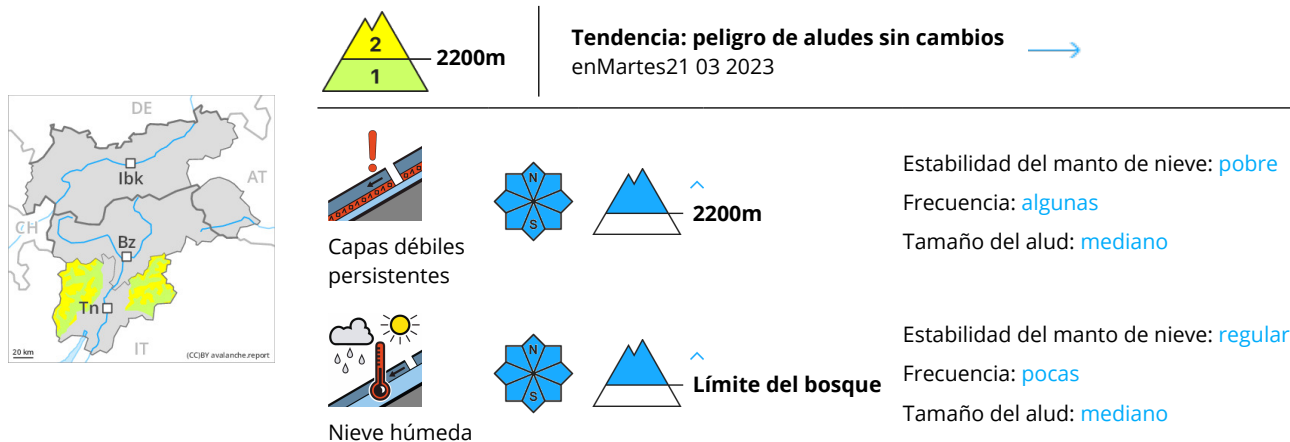 2
1
2200m
Tendencia: peligro de aludes sin cambios
enMartes21 03 2023
DE
Ibk
AT
CH
Bz
Tn
IT
20 km
(CC)BY avalanche.report
Capas débiles
persistentes
N
S
2200m
Estabilidad del manto de nieve: pobre
Frecuencia: algunas
Tamaño del alud: mediano
Nieve húmeda
N
S
Límite del bosque
Estabilidad del manto de nieve: regular
Frecuencia: pocas
Tamaño del alud: mediano